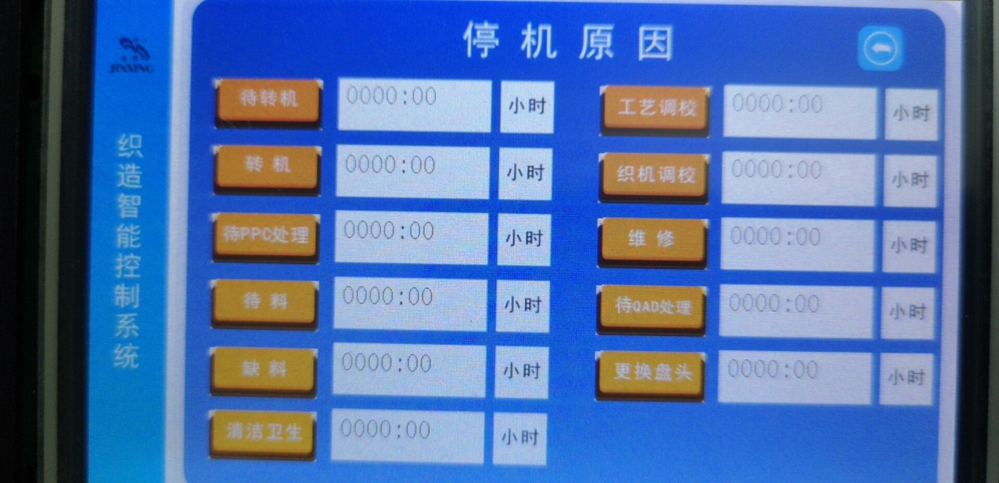 停机原因
JINXING
织造智能控制系统
待转机 0000:00 小时 工艺调校 0000:00 小时
转机 0000:00 小时 织机调校 0000:00 小时
待PPC处理 0000:00 小时 维修 0000:00 小时
待料 0000:00 小时 待QAD处理 0000:00 小时
缺料 0000:00 小时 更换盘头 0000:00 小时
清洁卫生 0000:00 小时